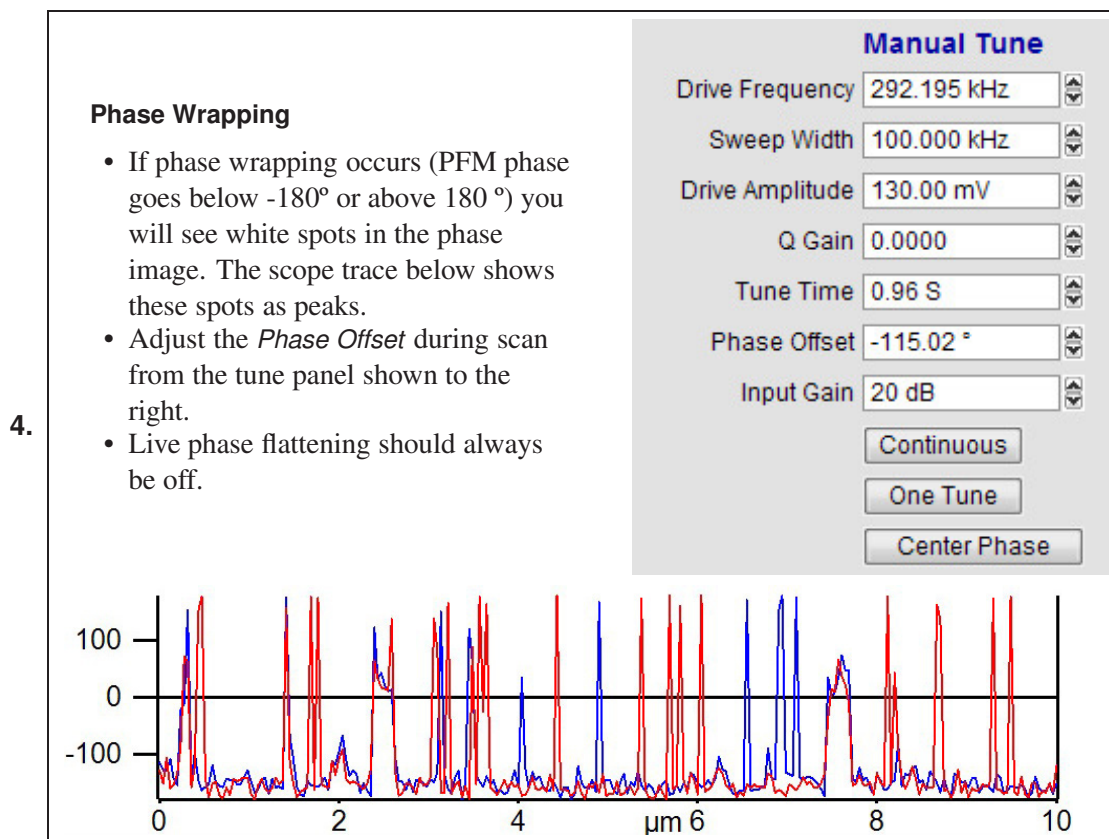 4.
Phase Wrapping
• If phase wrapping occurs (PFM phase
goes below -180º or above 180 º) you
will see white spots in the phase
image. The scope trace below shows
these spots as peaks.
• Adjust the Phase Offset during scan
from the tune panel shown to the
right.
• Live phase flattening should always
be off.
Manual Tune
Drive Frequency 292.195 kHz
Sweep Width 100.000 kHz
Drive Amplitude 130.00 mV
Q Gain 0.0000
Tune Time 0.96 S
Phase Offset -115.02 °
Input Gain 20 dB
Continuous
One Tune
Center Phase
100
0
-100
0 2 4 µm 6 8 10